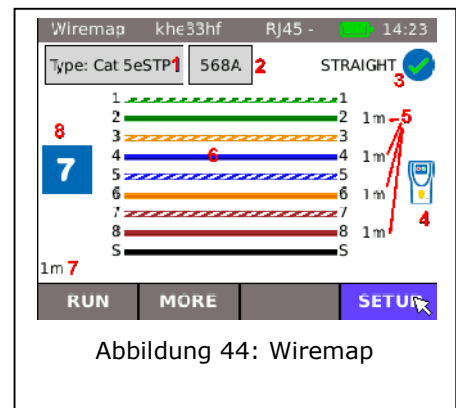 Wiremap khe33hf RJ45 - 14:23
Type: Cat 5eSTP 1 568A 2 STRAIGHT 3
1 1
2 2 1m 5
8 3 3
7 4 6 4 1m
5 5
6 6 1m 4
7 7
8 8 1m
S S
1m 7
RUN MORE SETUP
Abbildung 44: Wiremap